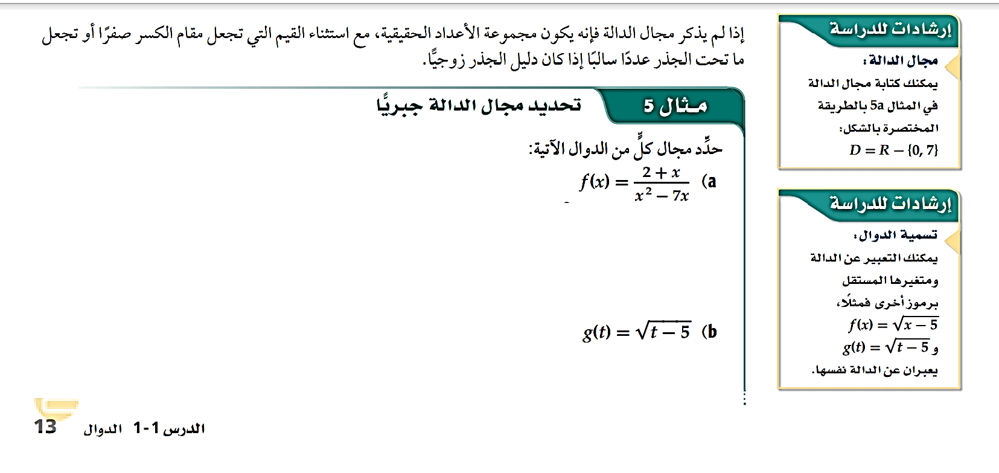 إذا لم يذكر مجال الدالة فإنه يكون مجموعة الأعداد الحقيقية، مع استثناء القيم التي تجعل مقام الكسر صفرًا أو تجعل
ما تحت الجذر عددًا سالبًا إذا كان دليل الجذر زوجيًّا.
مـثال 5
تحديد مجال الدالة جبريًّا
حدِّد مجال كلٍّ من الدوال الآتية:
(a f(x) = (2 + x)/(x² − 7x)
(b g(t) = √(t − 5)
إرشادات للدراسة
مجال الدالة:
يمكنك كتابة مجال الدالة
في المثال 5a بالطريقة
المختصرة بالشكل:
D = R − {0, 7}
إرشادات للدراسة
تسمية الدوال:
يمكنك التعبير عن الدالة
ومتغيرها المستقل
برموز أخرى فمثلًا،
f(x) = √(x − 5)
و g(t) = √(t − 5)
يعبران عن الدالة نفسها.
الدرس 1-1 الدوال 13